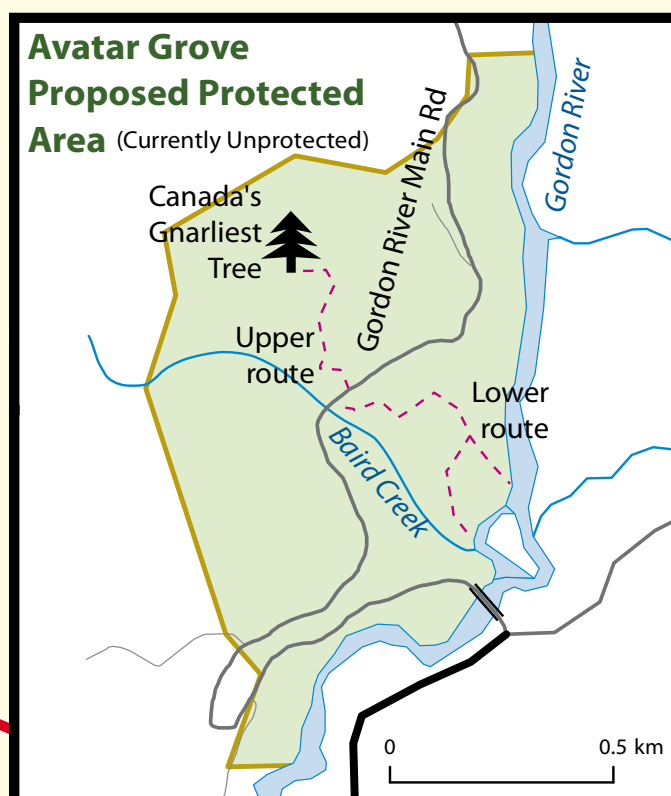 Avatar Grove
Proposed Protected
Area (Currently Unprotected)
Gordon River
Gordon River Main Rd
Canada's
Gnarliest
Tree
Upper
route
Lower
route
Baird Creek
0 0.5 km